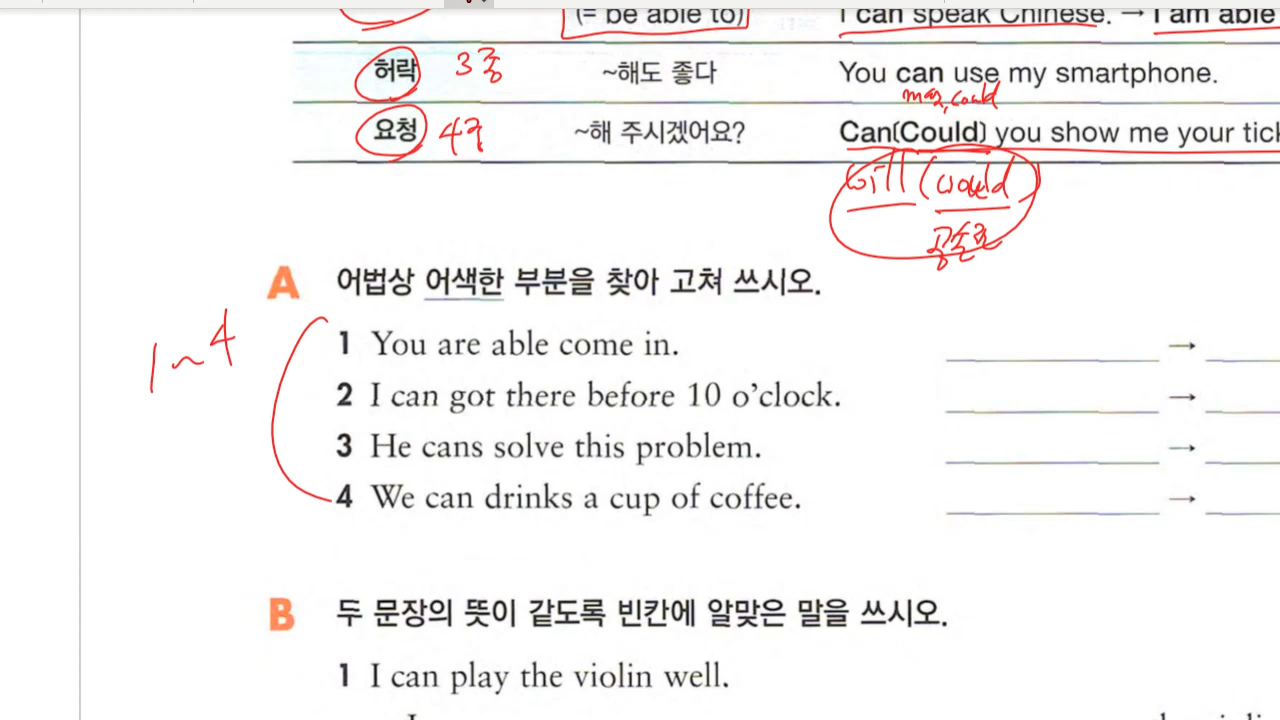 (= be able to) I can speak Chinese. → I am able
허락 3종 ~해도 좋다 You can use my smartphone.
may, could
요청 ~해 주시겠어요? Can(Could) you show me your tick
will (would)
공손표
A 어법상 어색한 부분을 찾아 고쳐 쓰시오.
1~4
1 You are able come in. →
2 I can got there before 10 o'clock. →
3 He cans solve this problem. →
4 We can drinks a cup of coffee. →
B 두 문장의 뜻이 같도록 빈칸에 알맞은 말을 쓰시오.
1 I can play the violin well.